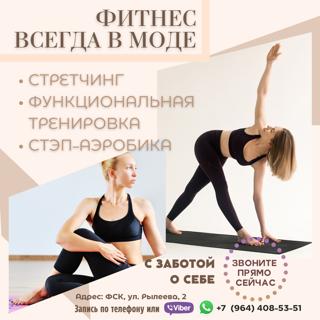 ФИТНЕС
ВСЕГДА В МОДЕ
• СТРЕТЧИНГ
• ФУНКЦИОНАЛЬНАЯ
ТРЕНИРОВКА
• СТЭП-АЭРОБИКА
С ЗАБОТОЙ
О СЕБЕ
ЗВОНИТЕ
ПРЯМО
СЕЙЧАС
Адрес: ФСК, ул. Рылеева, 2
Запись по телефону или Viber +7 (964) 408-53-51